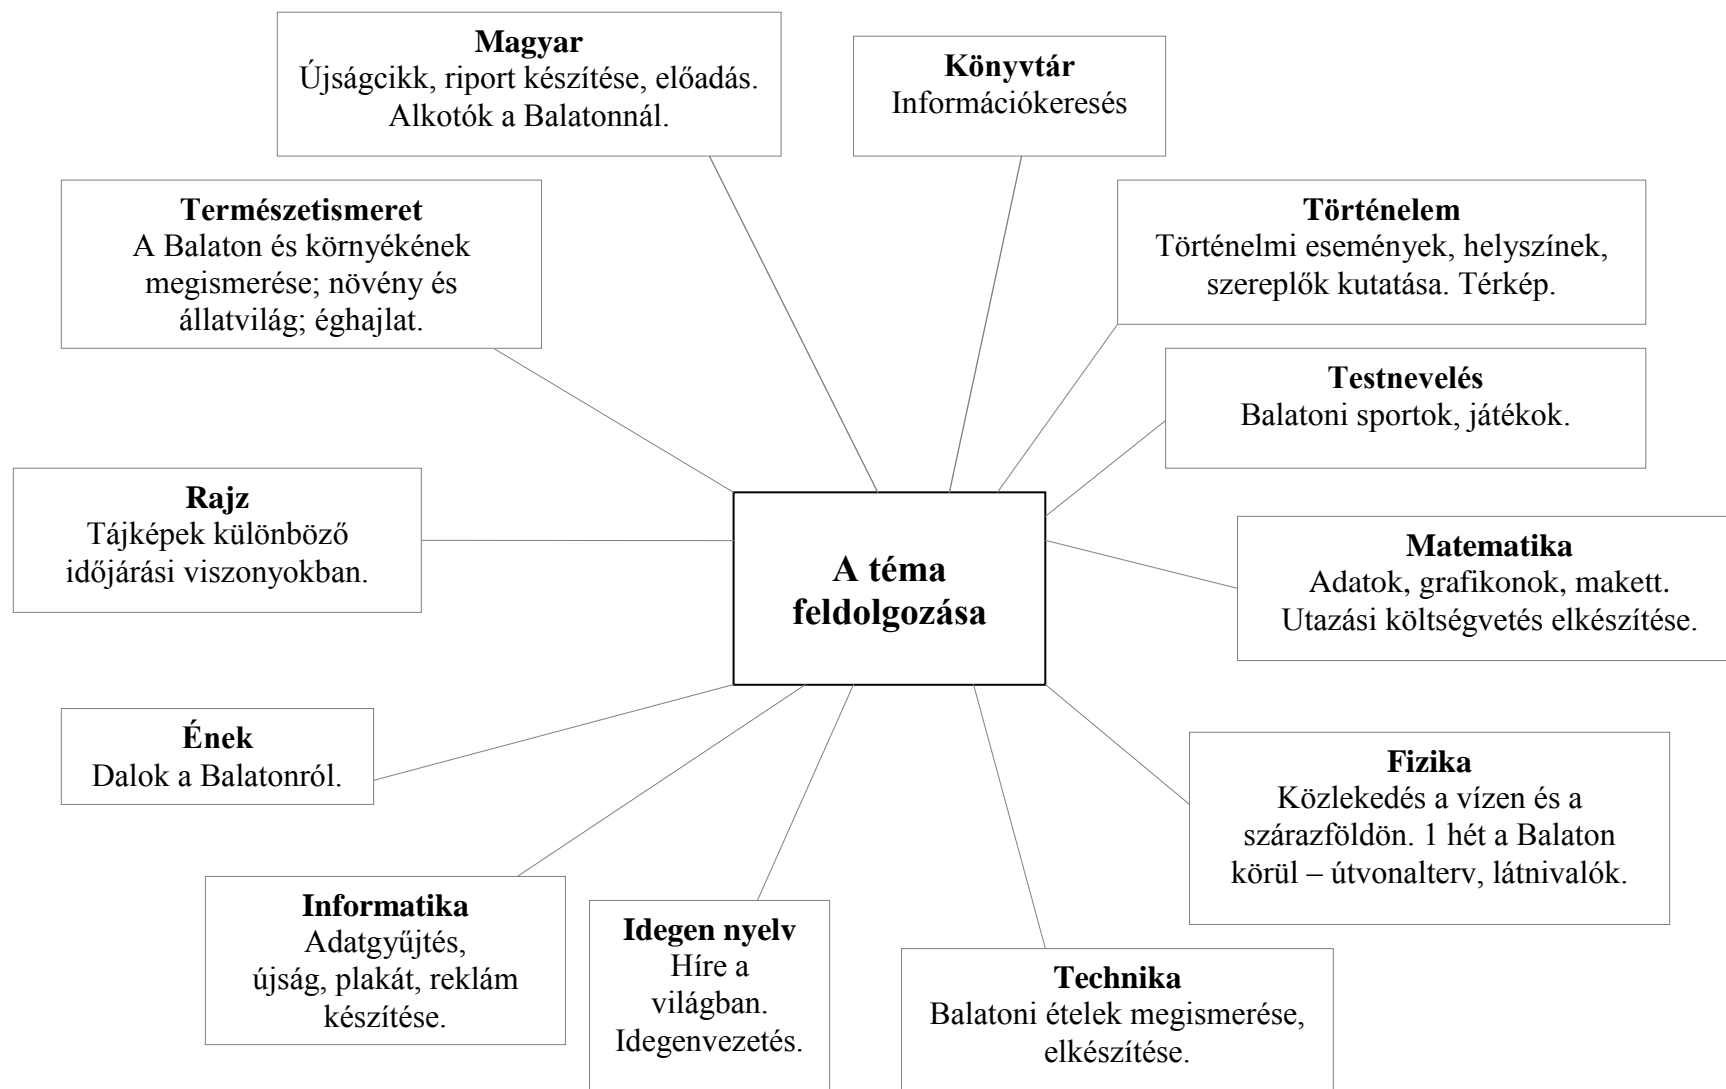 Magyar
Újságcikk, riport készítése, előadás.
Alkotók a Balatonnál.
Könyvtár
Információkeresés
Természetismeret
A Balaton és környékének
megismerése; növény és
állatvilág; éghajlat.
Történelem
Történelmi események, helyszínek,
szereplők kutatása. Térkép.
Testnevelés
Balatoni sportok, játékok.
Rajz
Tájképek különböző
időjárási viszonyokban.
A téma
feldolgozása
Matematika
Adatok, grafikonok, makett.
Utazási költségvetés elkészítése.
Ének
Dalok a Balatonról.
Fizika
Közlekedés a vízen és a
szárazföldön. 1 hét a Balaton
körül – útvonalterv, látnivalók.
Informatika
Adatgyűjtés,
újság, plakát, reklám
készítése.
Idegen nyelv
Híre a
világban.
Idegenvezetés.
Technika
Balatoni ételek megismerése,
elkészítése.